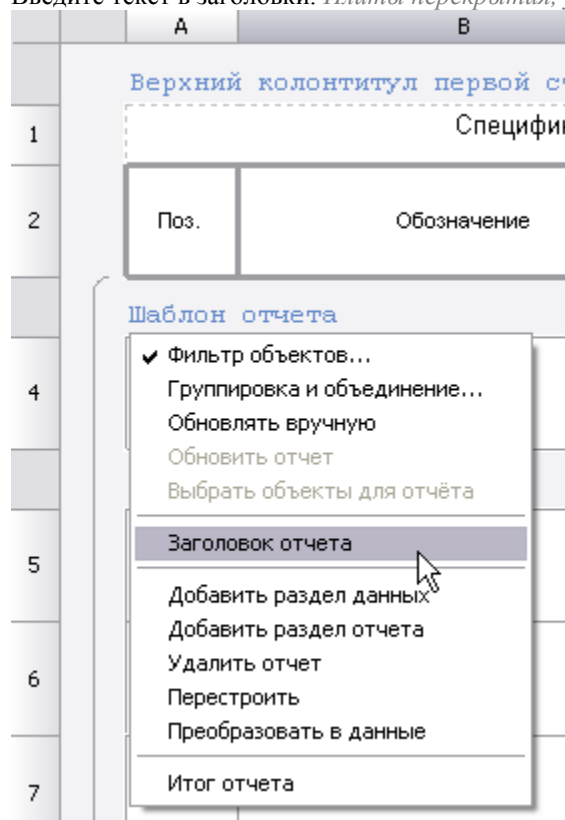 Введите текст в заголовки: Плиты перекрытия,
A B
Верхний колонтитул первой
1
2 Поз. Обозначение
Шаблон отчета
4
5
6
7
Фильтр объектов...
Группировка и объединение...
Обновлять вручную
Обновить отчет
Выбрать объекты для отчёта
Заголовок отчета
Добавить раздел данных
Добавить раздел отчета
Удалить отчет
Перестроить
Преобразовать в данные
Итог отчета